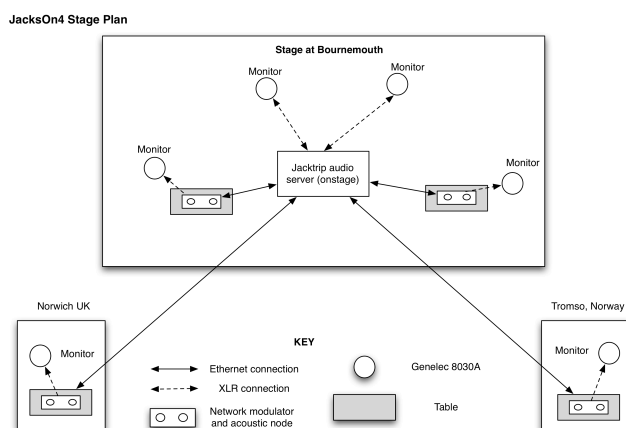 JacksOn4 Stage Plan
Stage at Bournemouth
Monitor
Monitor
Monitor
Jacktrip audio
server (onstage)
Monitor
Norwich UK
Tromso, Norway
KEY
Monitor
Monitor
Ethernet connection
Genelec 8030A
XLR connection
Network modulator
and acoustic node
Table